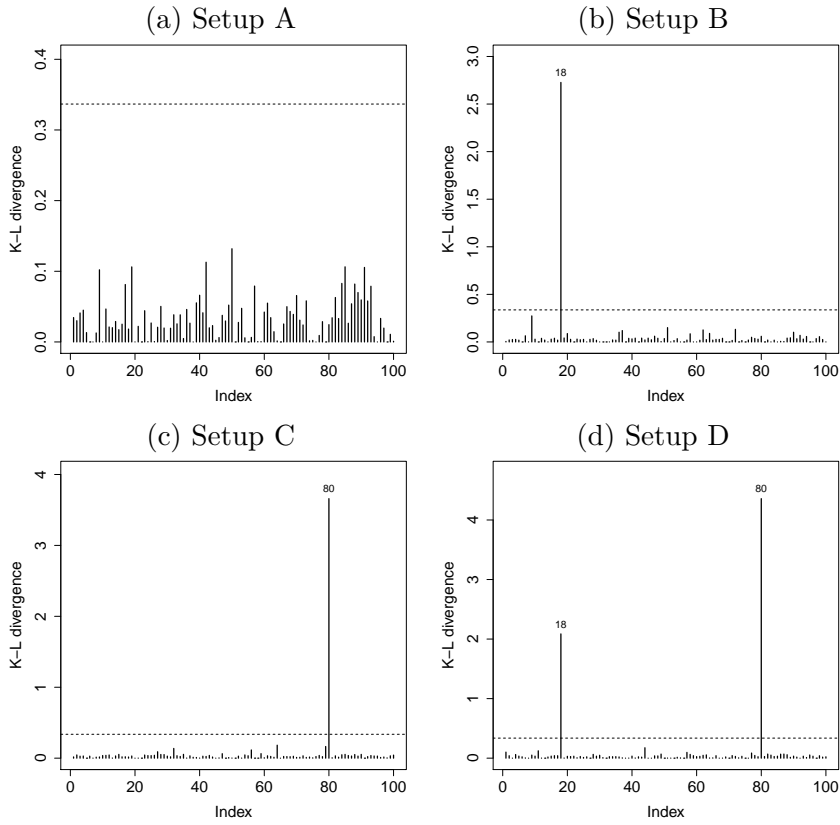 (a) Setup A
K−L divergence
0.4
0.3
0.2
0.1
0.0
0 20 40 60 80 100
Index
(b) Setup B
K−L divergence
3.0
2.5
2.0
1.5
1.0
0.5
0.0
18
0 20 40 60 80 100
Index
(c) Setup C
K−L divergence
4
3
2
1
0
80
0 20 40 60 80 100
Index
(d) Setup D
K−L divergence
4
3
2
1
0
18
80
0 20 40 60 80 100
Index